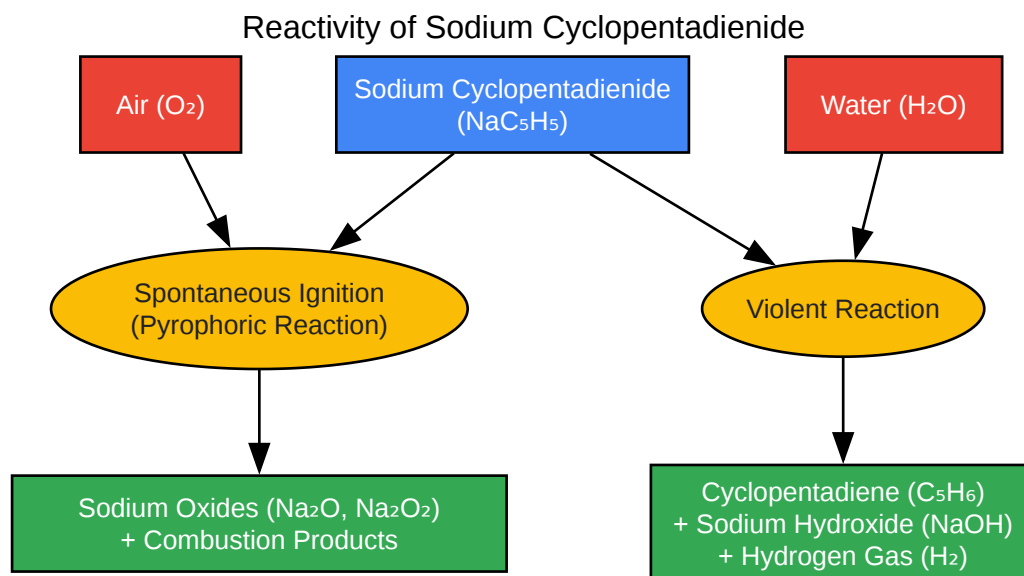 Reactivity of Sodium Cyclopentadienide
Air (O₂)
Sodium Cyclopentadienide
(NaC₅H₅)
Water (H₂O)
Spontaneous Ignition
(Pyrophoric Reaction)
Violent Reaction
Sodium Oxides (Na₂O, Na₂O₂)
+ Combustion Products
Cyclopentadiene (C₅H₆)
+ Sodium Hydroxide (NaOH)
+ Hydrogen Gas (H₂)